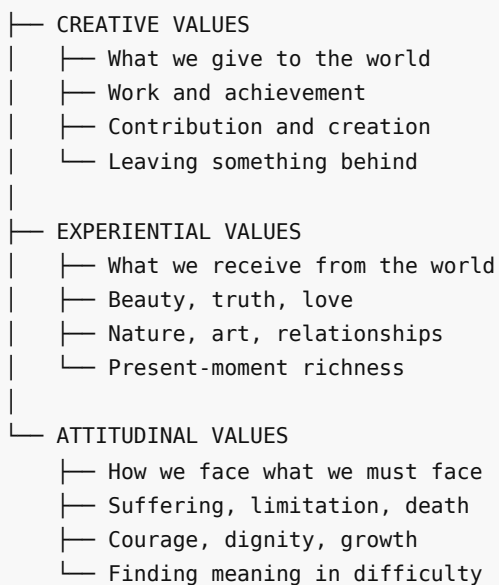 ├── CREATIVE VALUES
│   ├── What we give to the world
│   ├── Work and achievement
│   ├── Contribution and creation
│   └── Leaving something behind
│
├── EXPERIENTIAL VALUES
│   ├── What we receive from the world
│   ├── Beauty, truth, love
│   ├── Nature, art, relationships
│   └── Present-moment richness
│
└── ATTITUDINAL VALUES
    ├── How we face what we must face
    ├── Suffering, limitation, death
    ├── Courage, dignity, growth
    └── Finding meaning in difficulty